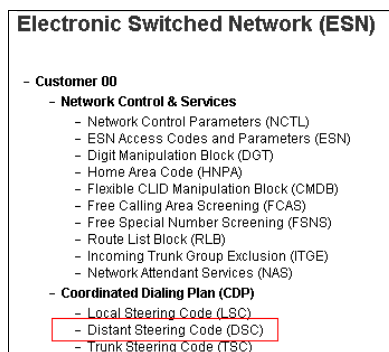 Electronic Switched Network (ESN)
- Customer 00
- Network Control & Services
- Network Control Parameters (NCTL)
- ESN Access Codes and Parameters (ESN)
- Digit Manipulation Block (DGT)
- Home Area Code (HNPA)
- Flexible CLID Manipulation Block (CMDB)
- Free Calling Area Screening (FCAS)
- Free Special Number Screening (FSNS)
- Route List Block (RLB)
- Incoming Trunk Group Exclusion (ITGE)
- Network Attendant Services (NAS)
- Coordinated Dialing Plan (CDP)
- Local Steering Code (LSC)
- Distant Steering Code (DSC)
- Trunk Steering Code (TSC)